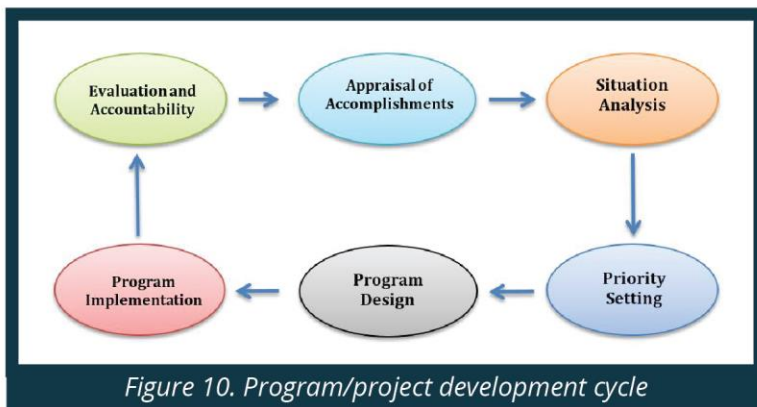 Evaluation and
Accountability
Appraisal of
Accomplishments
Situation
Analysis
Program
Implementation
Program
Design
Priority
Setting
Figure 10. Program/project development cycle